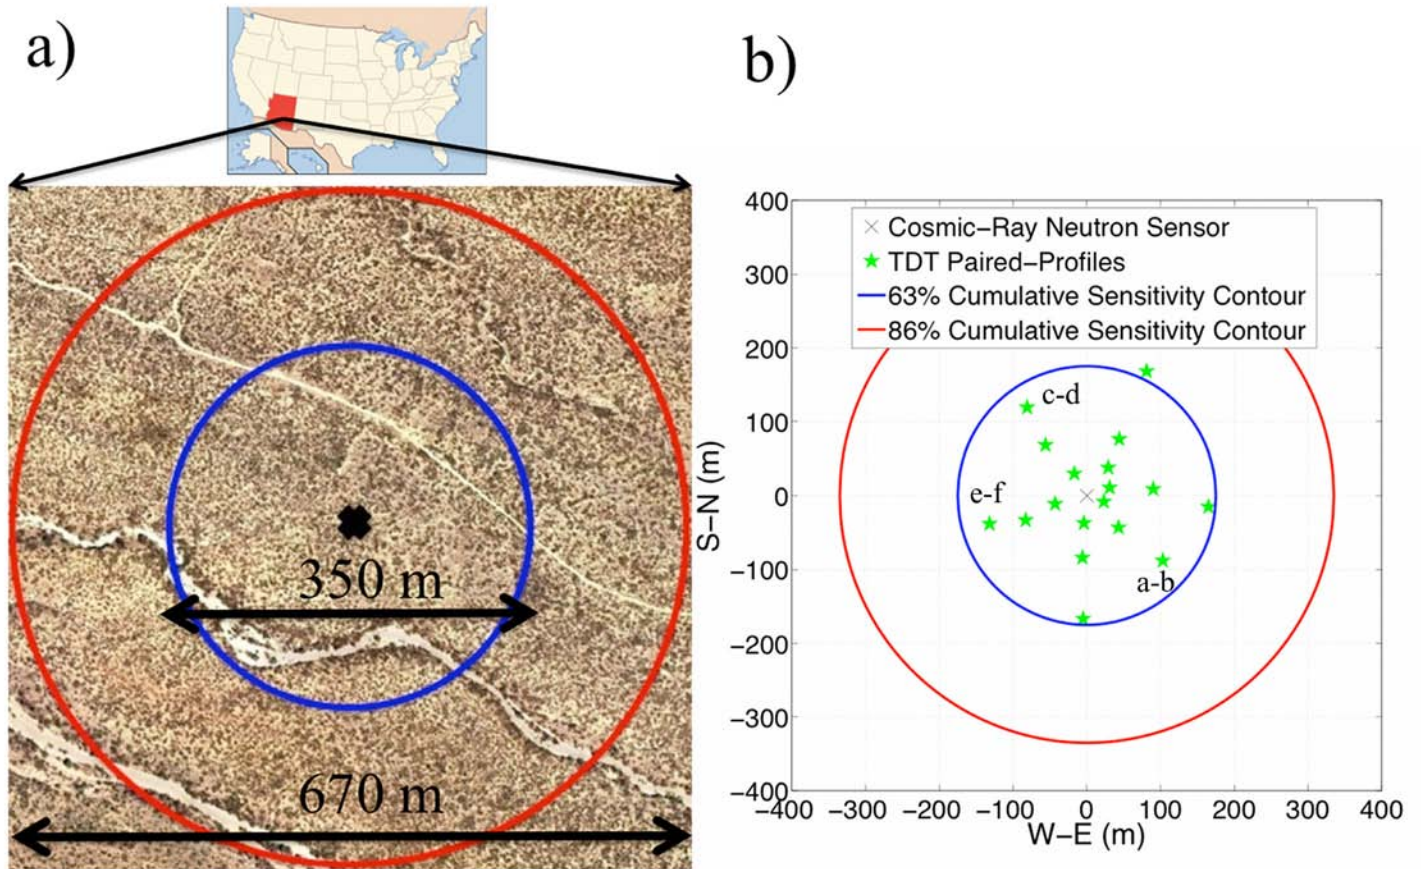 a)
350 m
670 m
b)
× Cosmic−Ray Neutron Sensor
★ TDT Paired−Profiles
63% Cumulative Sensitivity Contour
86% Cumulative Sensitivity Contour
400
300
200
100
0
−100
−200
−300
−400
S−N (m)
c-d
e-f
a-b
−400 −300 −200 −100 0 100 200 300 400
W−E (m)